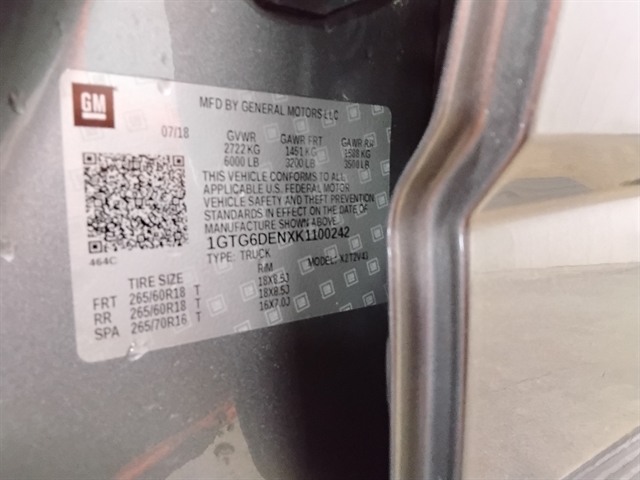 GM
MFD BY GENERAL MOTORS LLC
07/18 GVWR GAWR FRT GAWR RR
2722 KG 1451 KG 1588 KG
6000 LB 3200 LB 3500 LB
THIS VEHICLE CONFORMS TO ALL
APPLICABLE U.S. FEDERAL MOTOR
VEHICLE SAFETY AND THEFT PREVENTION
STANDARDS IN EFFECT ON THE DATE OF
MANUFACTURE SHOWN ABOVE.
1GTG6DENXK1100242
464C TYPE: TRUCK MODEL:
TIRE SIZE RIM
FRT 265/60R18 T 18X8.5J
RR 265/60R18 T 18X8.5J
SPA 265/70R16 T 16X7.0J